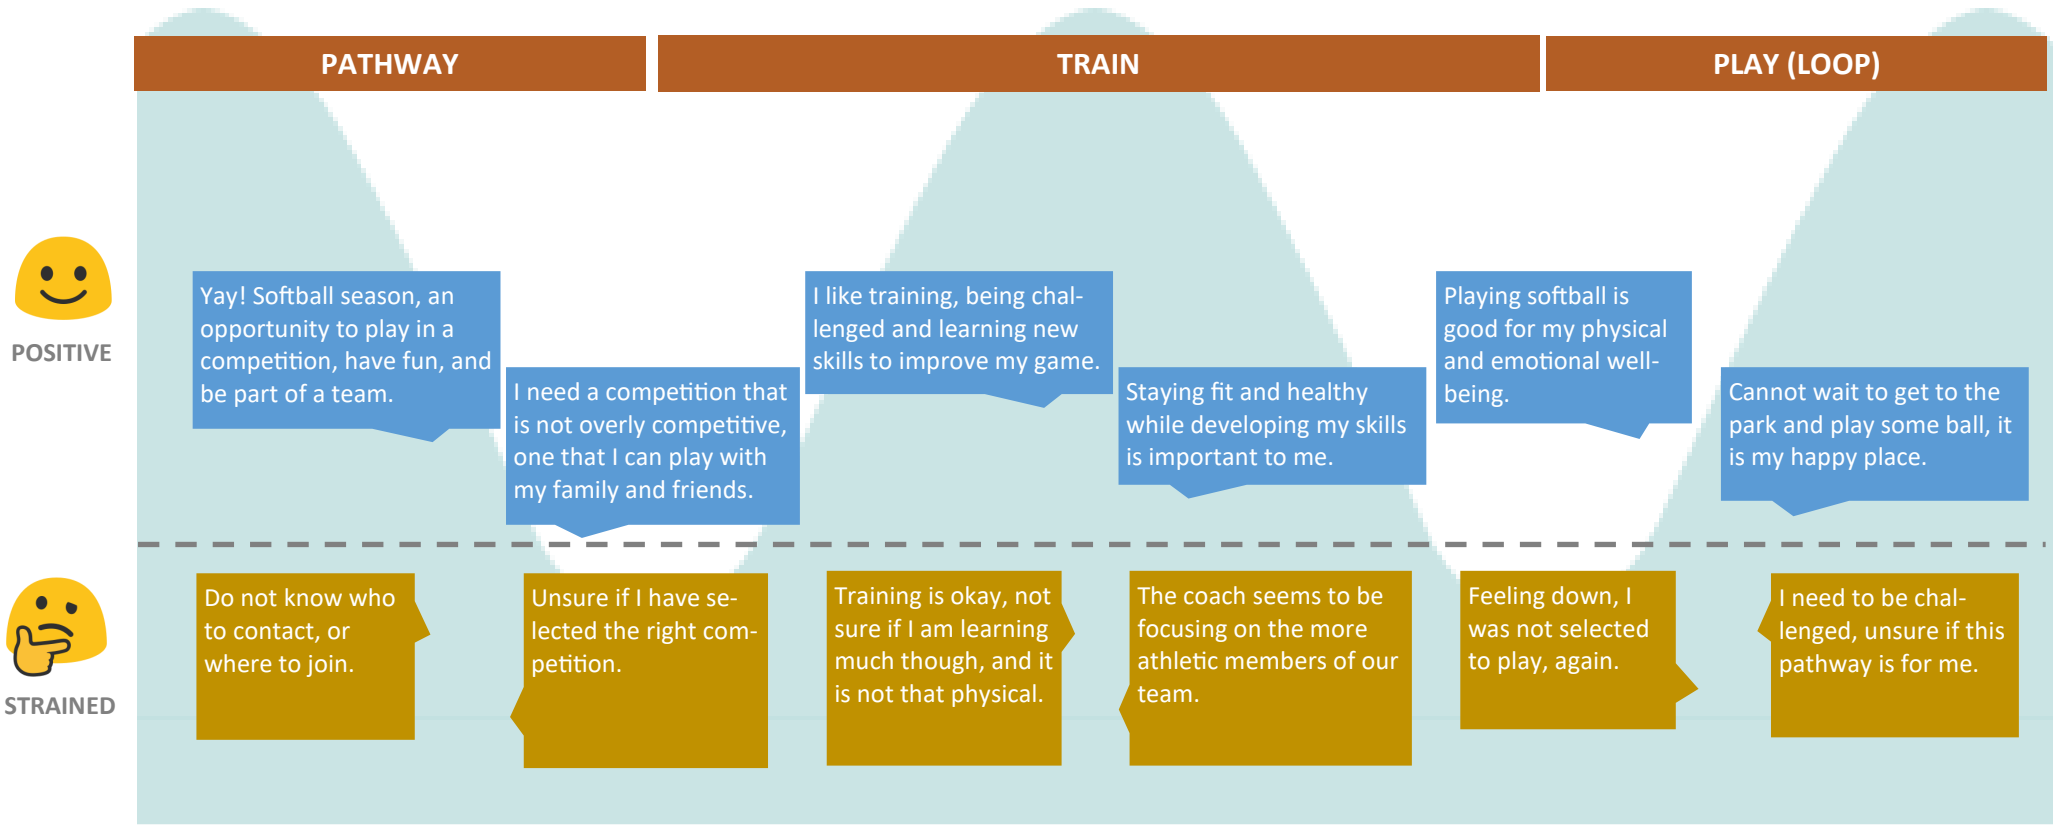 PATHWAY
TRAIN
PLAY (LOOP)
POSITIVE
Yay! Softball season, an
opportunity to play in a
competition, have fun, and
be part of a team.
I need a competition that
is not overly competitive,
one that I can play with
my family and friends.
I like training, being chal-
lenged and learning new
skills to improve my game.
Staying fit and healthy
while developing my skills
is important to me.
Playing softball is
good for my physical
and emotional well-
being.
Cannot wait to get to the
park and play some ball, it
is my happy place.
STRAINED
Do not know who
to contact, or
where to join.
Unsure if I have se-
lected the right com-
petition.
Training is okay, not
sure if I am learning
much though, and it
is not that physical.
The coach seems to be
focusing on the more
athletic members of our
team.
Feeling down, I
was not selected
to play, again.
I need to be chal-
lenged, unsure if this
pathway is for me.